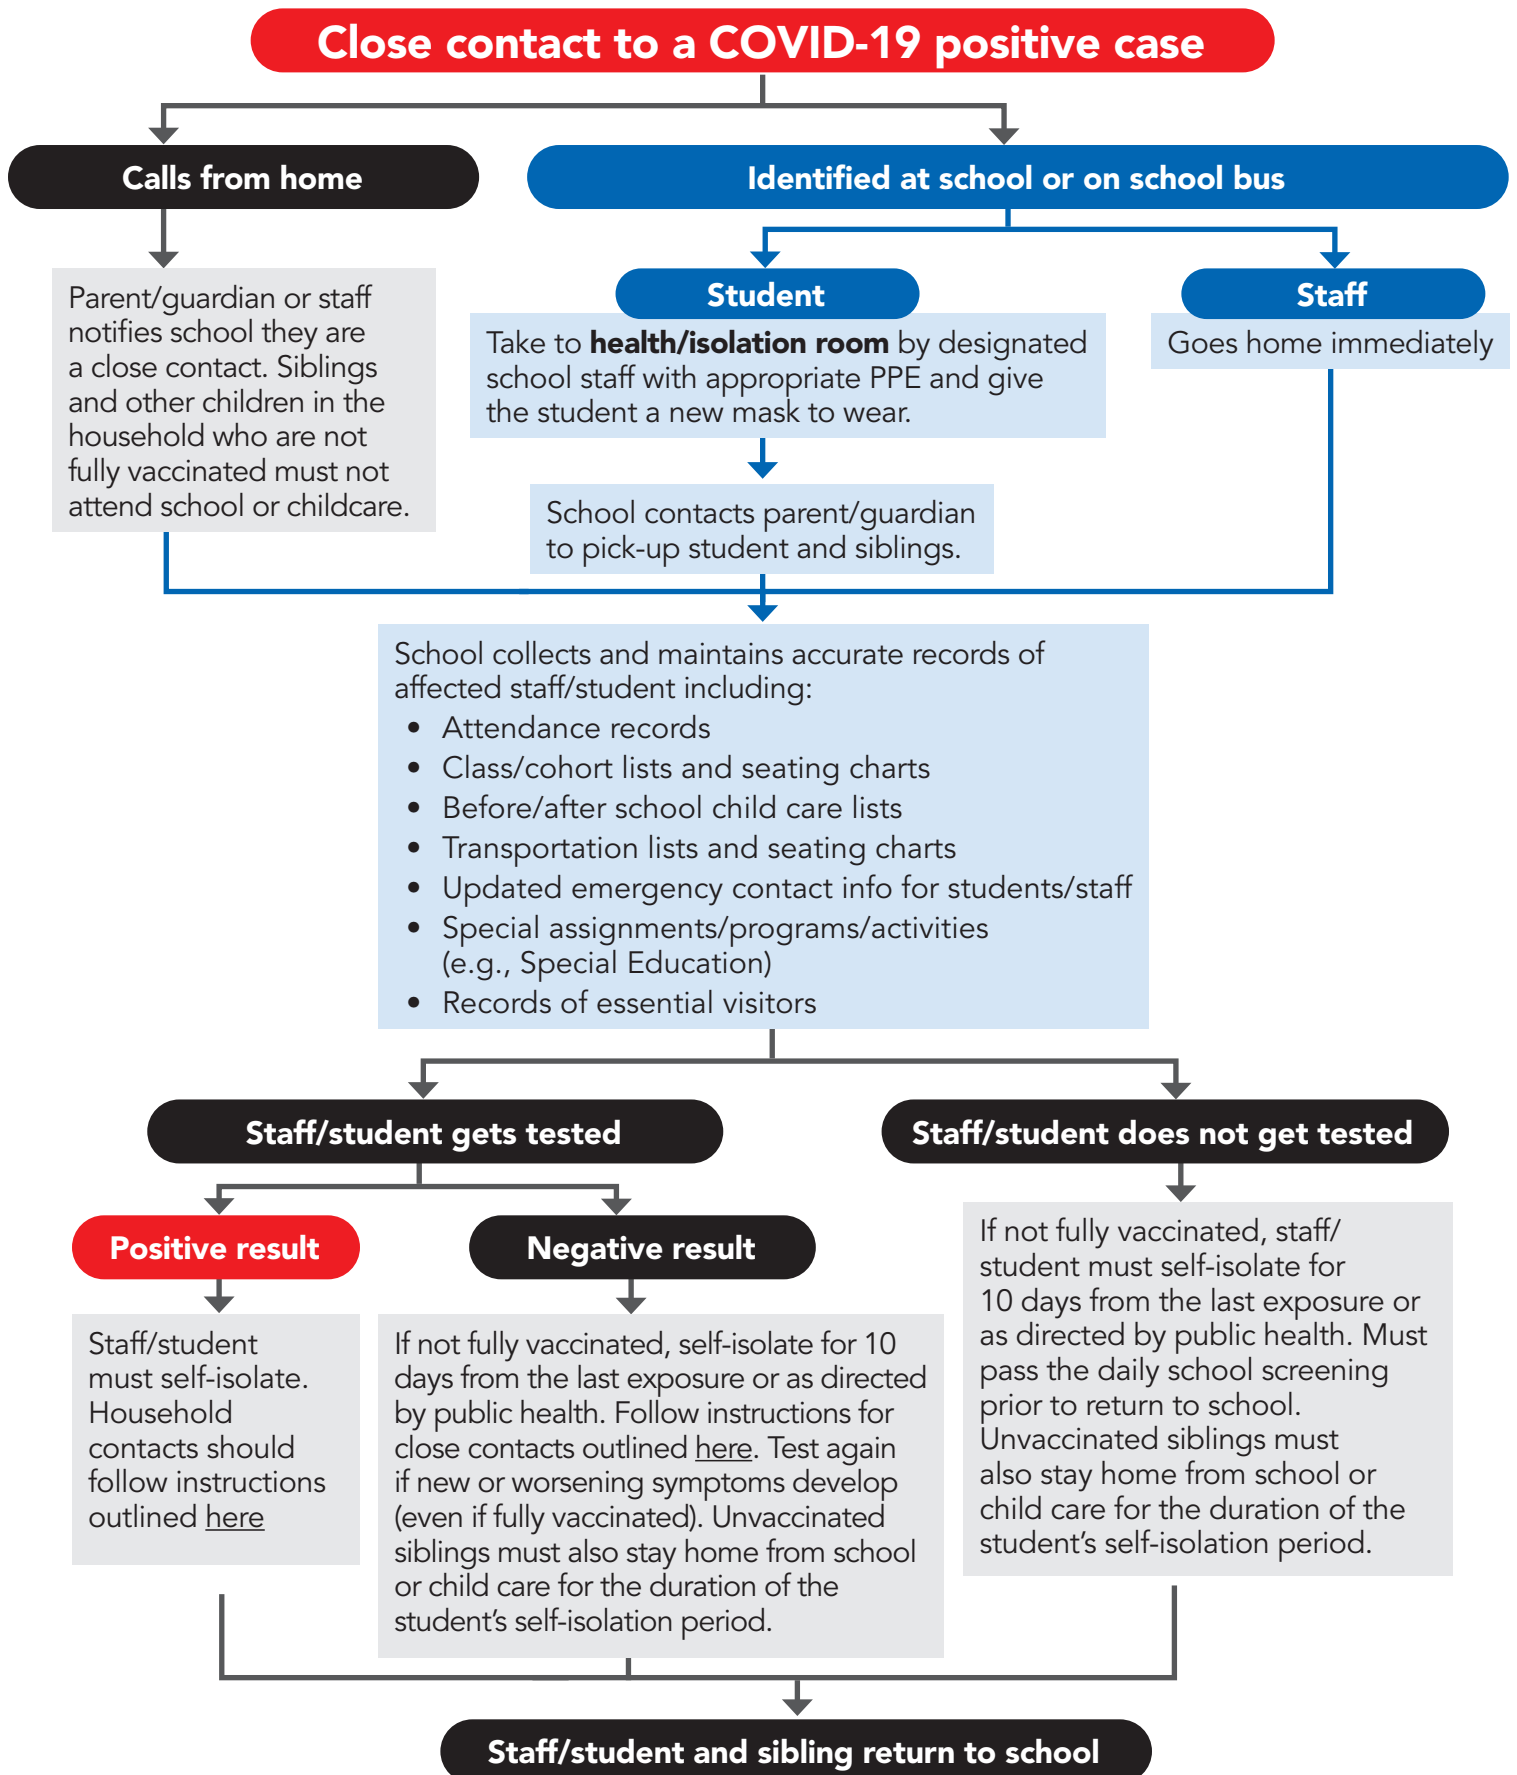 Close contact to a COVID-19 positive case
Calls from home
Identified at school or on school bus
Parent/guardian or staff
notifies school they are
a close contact. Siblings
and other children in the
household who are not
fully vaccinated must not
attend school or childcare.
Student
Take to health/isolation room by designated
school staff with appropriate PPE and give
the student a new mask to wear.
School contacts parent/guardian
to pick-up student and siblings.
Staff
Goes home immediately
School collects and maintains accurate records of
affected staff/student including:
• Attendance records
• Class/cohort lists and seating charts
• Before/after school child care lists
• Transportation lists and seating charts
• Updated emergency contact info for students/staff
• Special assignments/programs/activities
(e.g., Special Education)
• Records of essential visitors
Staff/student gets tested
Staff/student does not get tested
Positive result
Staff/student
must self-isolate.
Household
contacts should
follow instructions
outlined here
Negative result
If not fully vaccinated, self-isolate for 10
days from the last exposure or as directed
by public health. Follow instructions for
close contacts outlined here. Test again
if new or worsening symptoms develop
(even if fully vaccinated). Unvaccinated
siblings must also stay home from school
or child care for the duration of the
student’s self-isolation period.
If not fully vaccinated, staff/
student must self-isolate for
10 days from the last exposure or
as directed by public health. Must
pass the daily school screening
prior to return to school.
Unvaccinated siblings must
also stay home from school or
child care for the duration of the
student’s self-isolation period.
Staff/student and sibling return to school